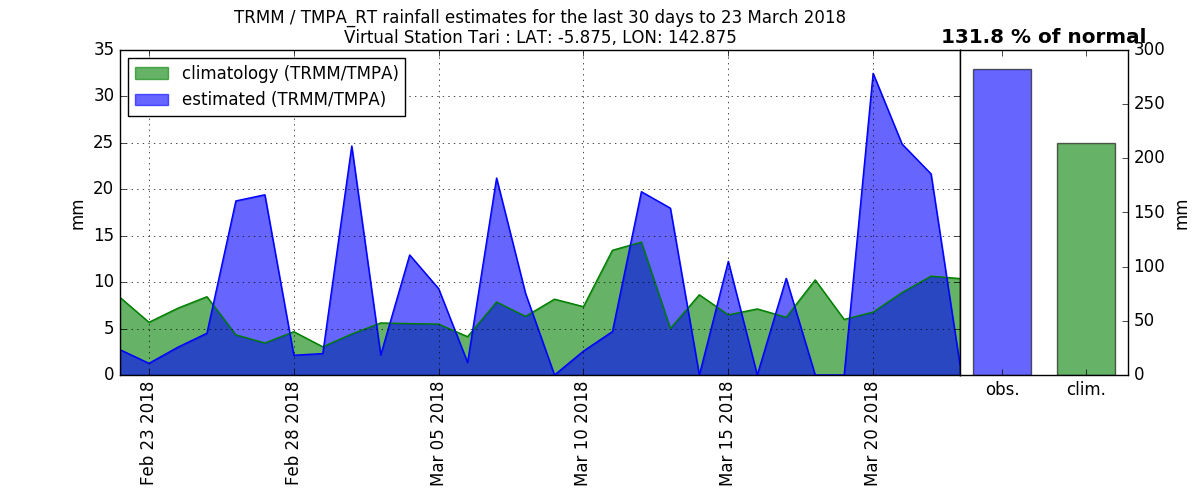 TRMM / TMPA_RT rainfall estimates for the last 30 days to 23 March 2018
Virtual Station Tari : LAT: -5.875, LON: 142.875
131.8 % of normal
climatology (TRMM/TMPA)
estimated (TRMM/TMPA)
35
30
25
20
15
10
5
0
mm
Feb 23 2018
Feb 28 2018
Mar 05 2018
Mar 10 2018
Mar 15 2018
Mar 20 2018
obs.
clim.
300
250
200
150
100
50
0
mm